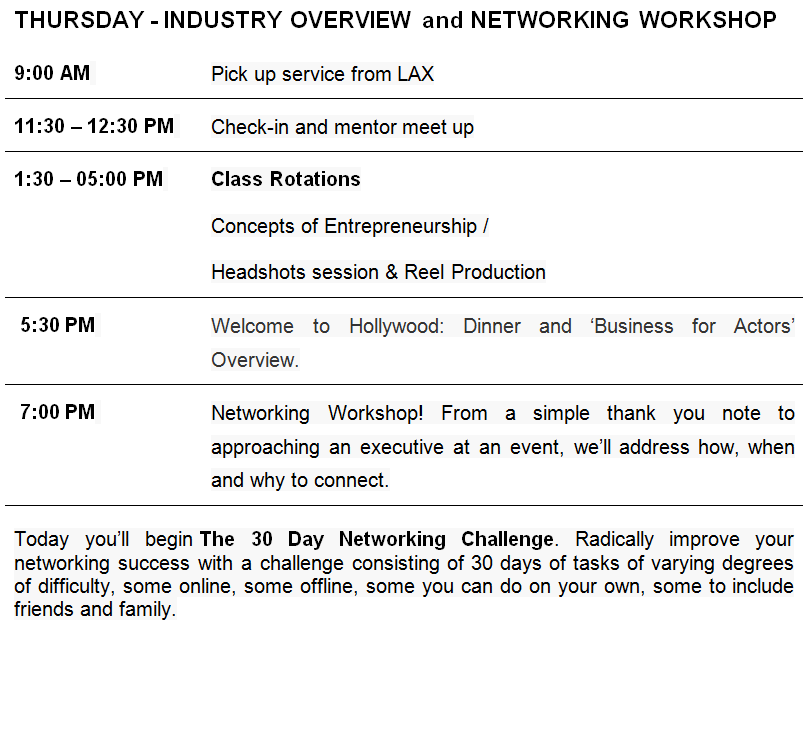 THURSDAY - INDUSTRY OVERVIEW and NETWORKING WORKSHOP
9:00 AM Pick up service from LAX
11:30 – 12:30 PM Check-in and mentor meet up
1:30 – 05:00 PM Class Rotations
Concepts of Entrepreneurship /
Headshots session & Reel Production
5:30 PM Welcome to Hollywood: Dinner and ‘Business for Actors’
Overview.
7:00 PM Networking Workshop! From a simple thank you note to
approaching an executive at an event, we’ll address how, when
and why to connect.
Today you’ll begin The 30 Day Networking Challenge. Radically improve your
networking success with a challenge consisting of 30 days of tasks of varying degrees
of difficulty, some online, some offline, some you can do on your own, some to include
friends and family.